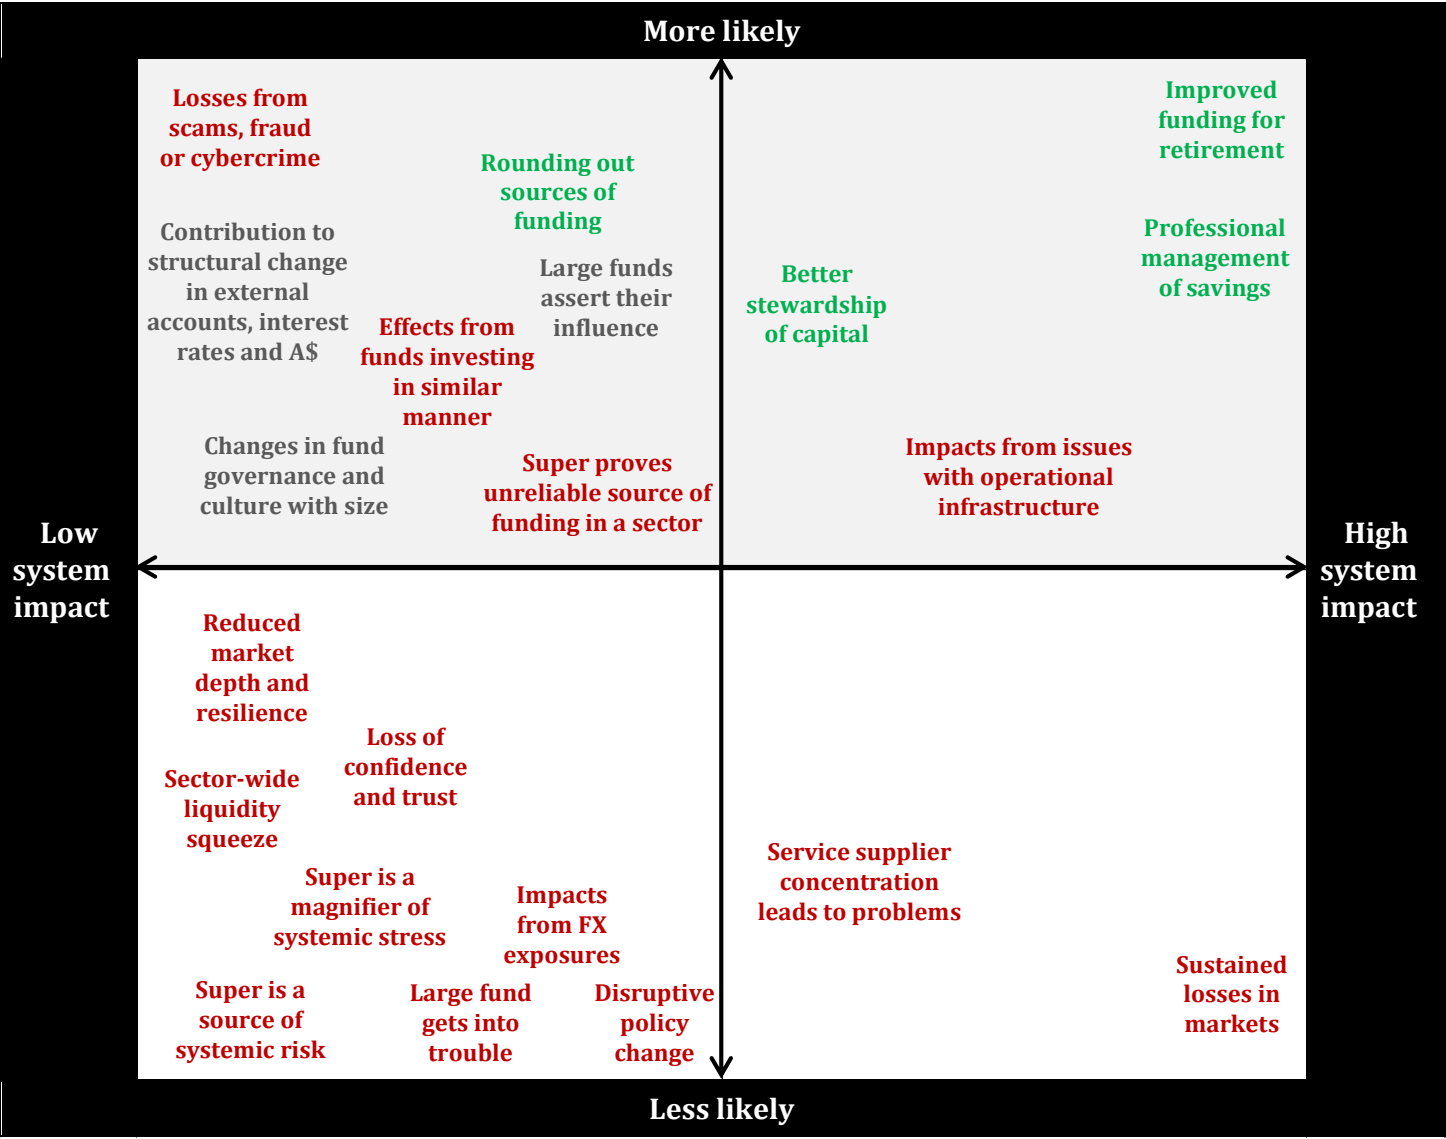 More likely
Losses from
scams, fraud
or cybercrime
Rounding out
sources of
funding
Improved
funding for
retirement
Contribution to
structural change
in external
accounts, interest
rates and A$
Large funds
assert their
influence
Better
stewardship
of capital
Professional
management
of savings
Effects from
funds investing
in similar
manner
Changes in fund
governance and
culture with size
Super proves
unreliable source of
funding in a sector
Impacts from issues
with operational
infrastructure
Low
system
impact
High
system
impact
Reduced
market
depth and
resilience
Loss of
confidence
and trust
Sector-wide
liquidity
squeeze
Super is a
magnifier of
systemic stress
Impacts
from FX
exposures
Service supplier
concentration
leads to problems
Super is a
source of
systemic risk
Large fund
gets into
trouble
Disruptive
policy
change
Sustained
losses in
markets
Less likely